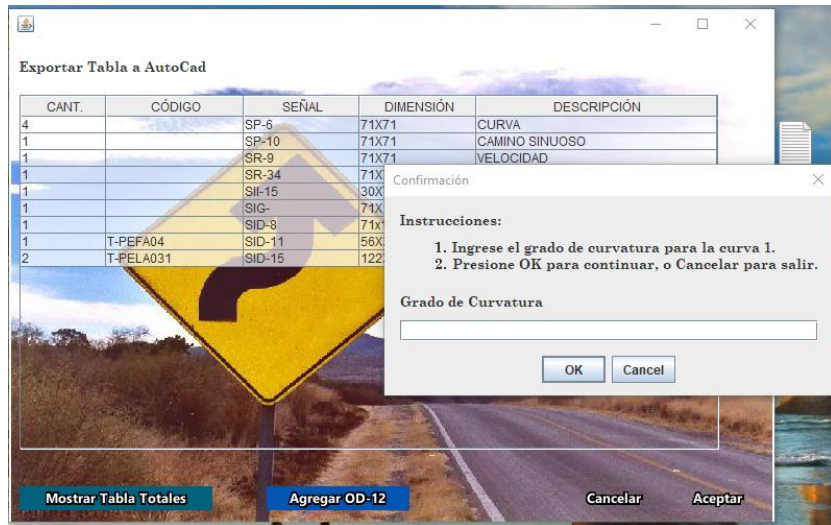 Exportar Tabla a AutoCad
CANT. CÓDIGO SEÑAL DIMENSIÓN DESCRIPCIÓN
4 SP-6 71X71 CURVA
1 SP-10 71X71 CAMINO SINUOSO
1 SR-9 71X71 VELOCIDAD
1 SR-34
1 SII-15
1 SIG-
1 SID-8
1 T-PEFA04 SID-11
2 T-PELA031 SID-15
Confirmación
Instrucciones:
1. Ingrese el grado de curvatura para la curva 1.
2. Presione OK para continuar, o Cancelar para salir.
Grado de Curvatura
OK Cancel
Mostrar Tabla Totales Agregar OD-12 Cancelar Aceptar